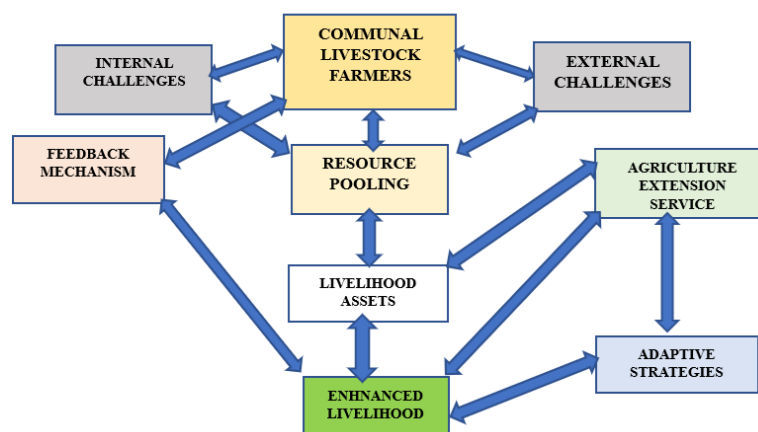 COMMUNAL
LIVESTOCK
FARMERS
INTERNAL
CHALLENGES
EXTERNAL
CHALLENGES
FEEDBACK
MECHANISM
RESOURCE
POOLING
AGRICULTURE
EXTENSION
SERVICE
LIVELIHOOD
ASSETS
ADAPTIVE
STRATEGIES
ENHNANCED
LIVELIHOOD